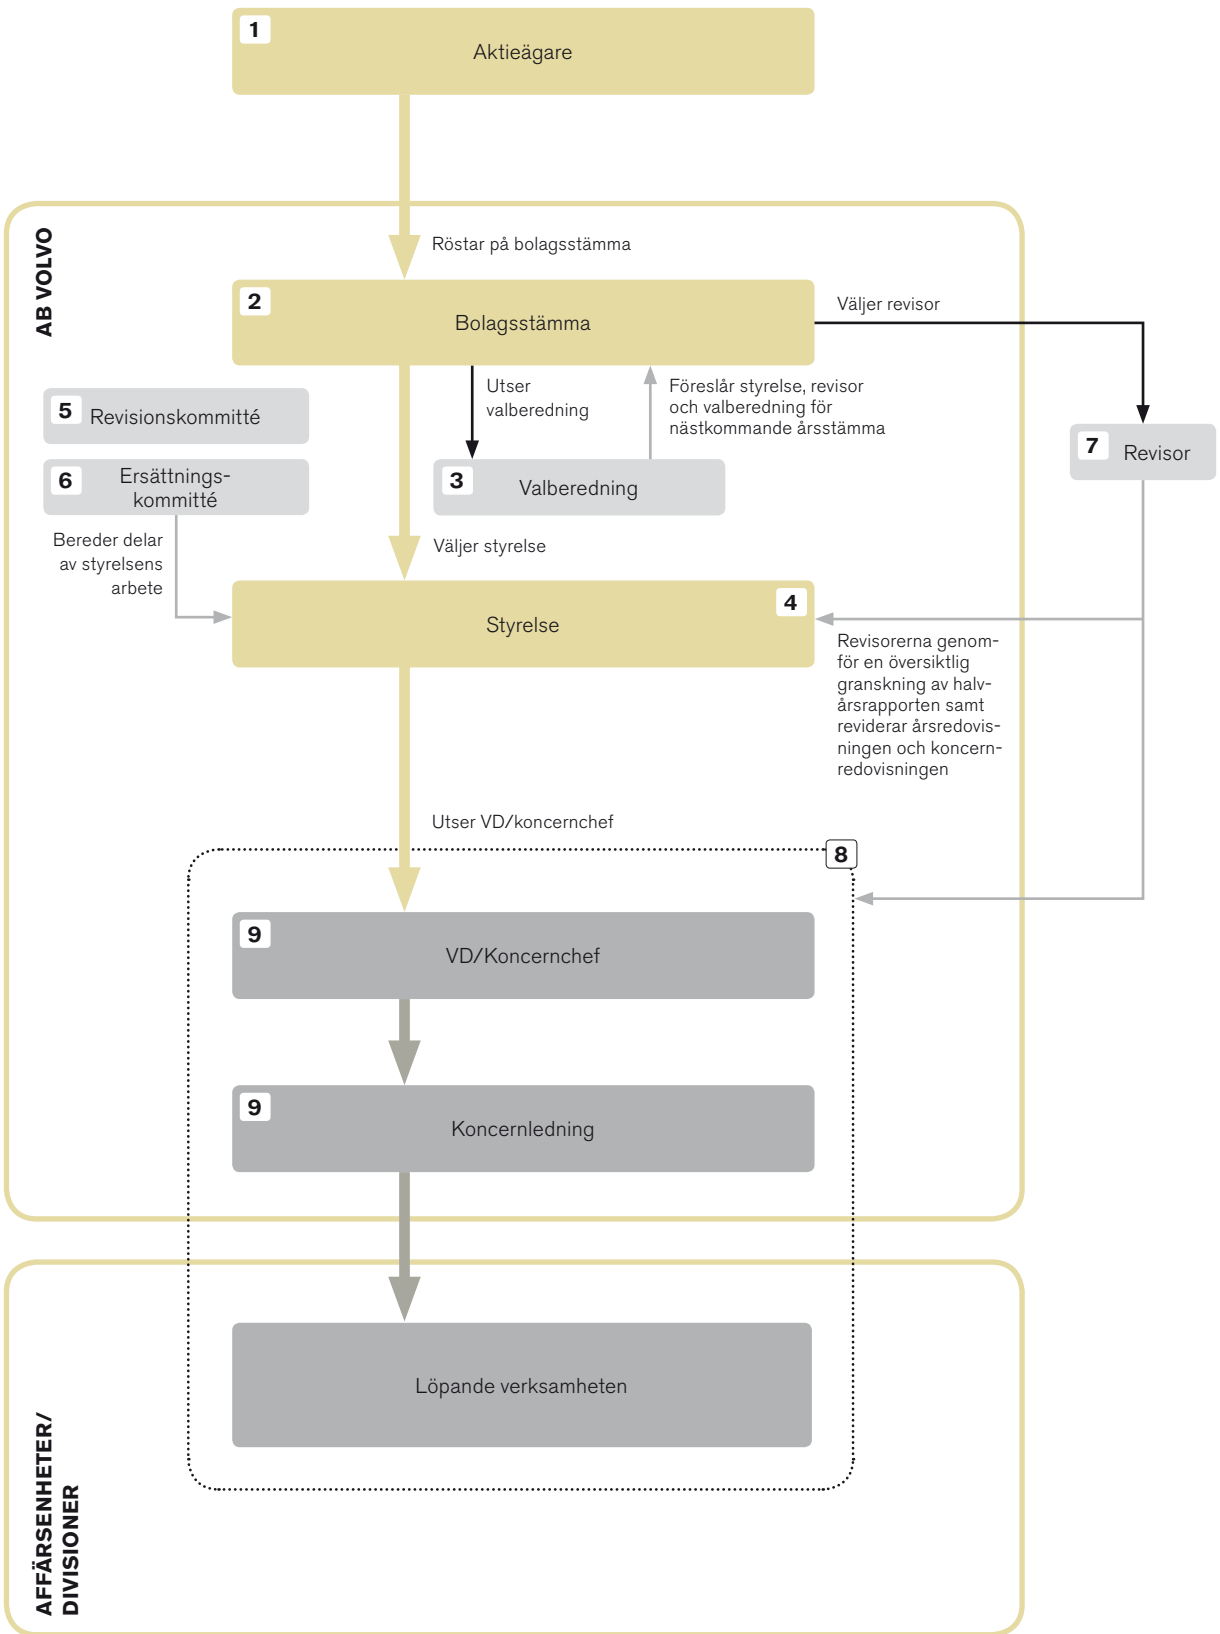 1
Aktieägare
AB VOLVO
Röstar på bolagsstämma
2
Bolagsstämma
Väljer revisor
5
Revisionskommitté
Utser
valberedning
Föreslår styrelse, revisor
och valberedning för
nästkommande årsstämma
7
Revisor
6
Ersättnings-
kommitté
3
Valberedning
Bereder delar
av styrelsens
arbete
Väljer styrelse
4
Styrelse
Revisorerna genom-
för en översiktlig
granskning av halv-
årsrapporten samt
reviderar årsredovis-
ningen och koncern-
redovisningen
Utser VD/koncernchef
8
9
VD/Koncernchef
9
Koncernledning
Löpande verksamheten
AFFÄRSENHETER/
DIVISIONER